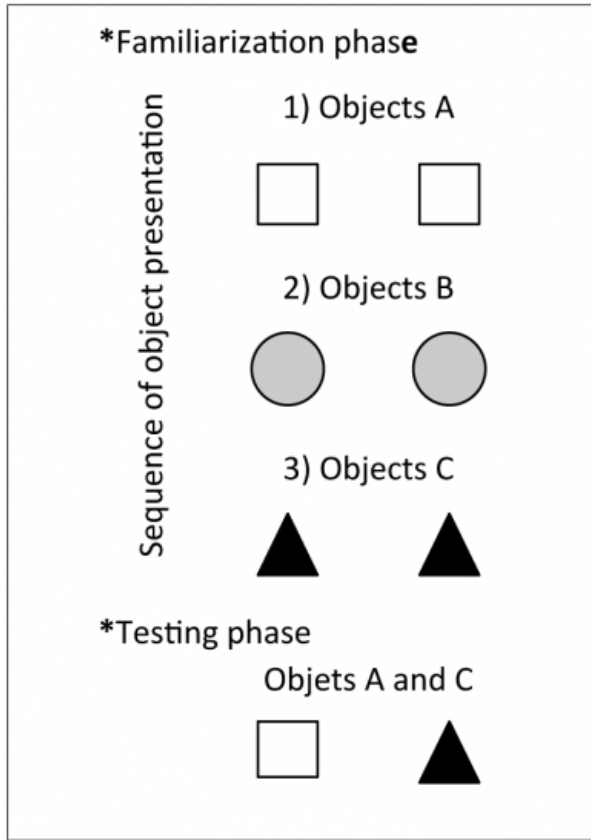 *Familiarization phase
Sequence of object presentation
1) Objects A
2) Objects B
3) Objects C
*Testing phase
Objets A and C